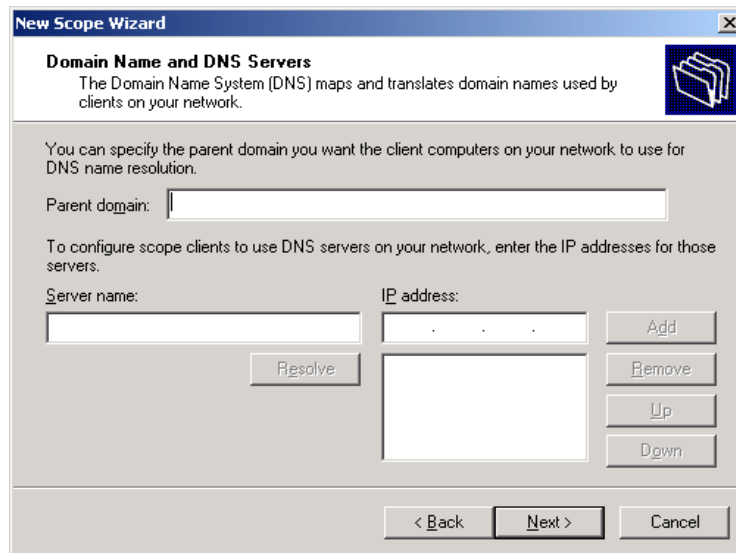 New Scope Wizard
Domain Name and DNS Servers
The Domain Name System (DNS) maps and translates domain names used by
clients on your network.
You can specify the parent domain you want the client computers on your network to use for
DNS name resolution.
Parent domain:
To configure scope clients to use DNS servers on your network, enter the IP addresses for those
servers.
Server name:
IP address:
. . .
Add
Resolve
Remove
Up
Down
< Back
Next >
Cancel